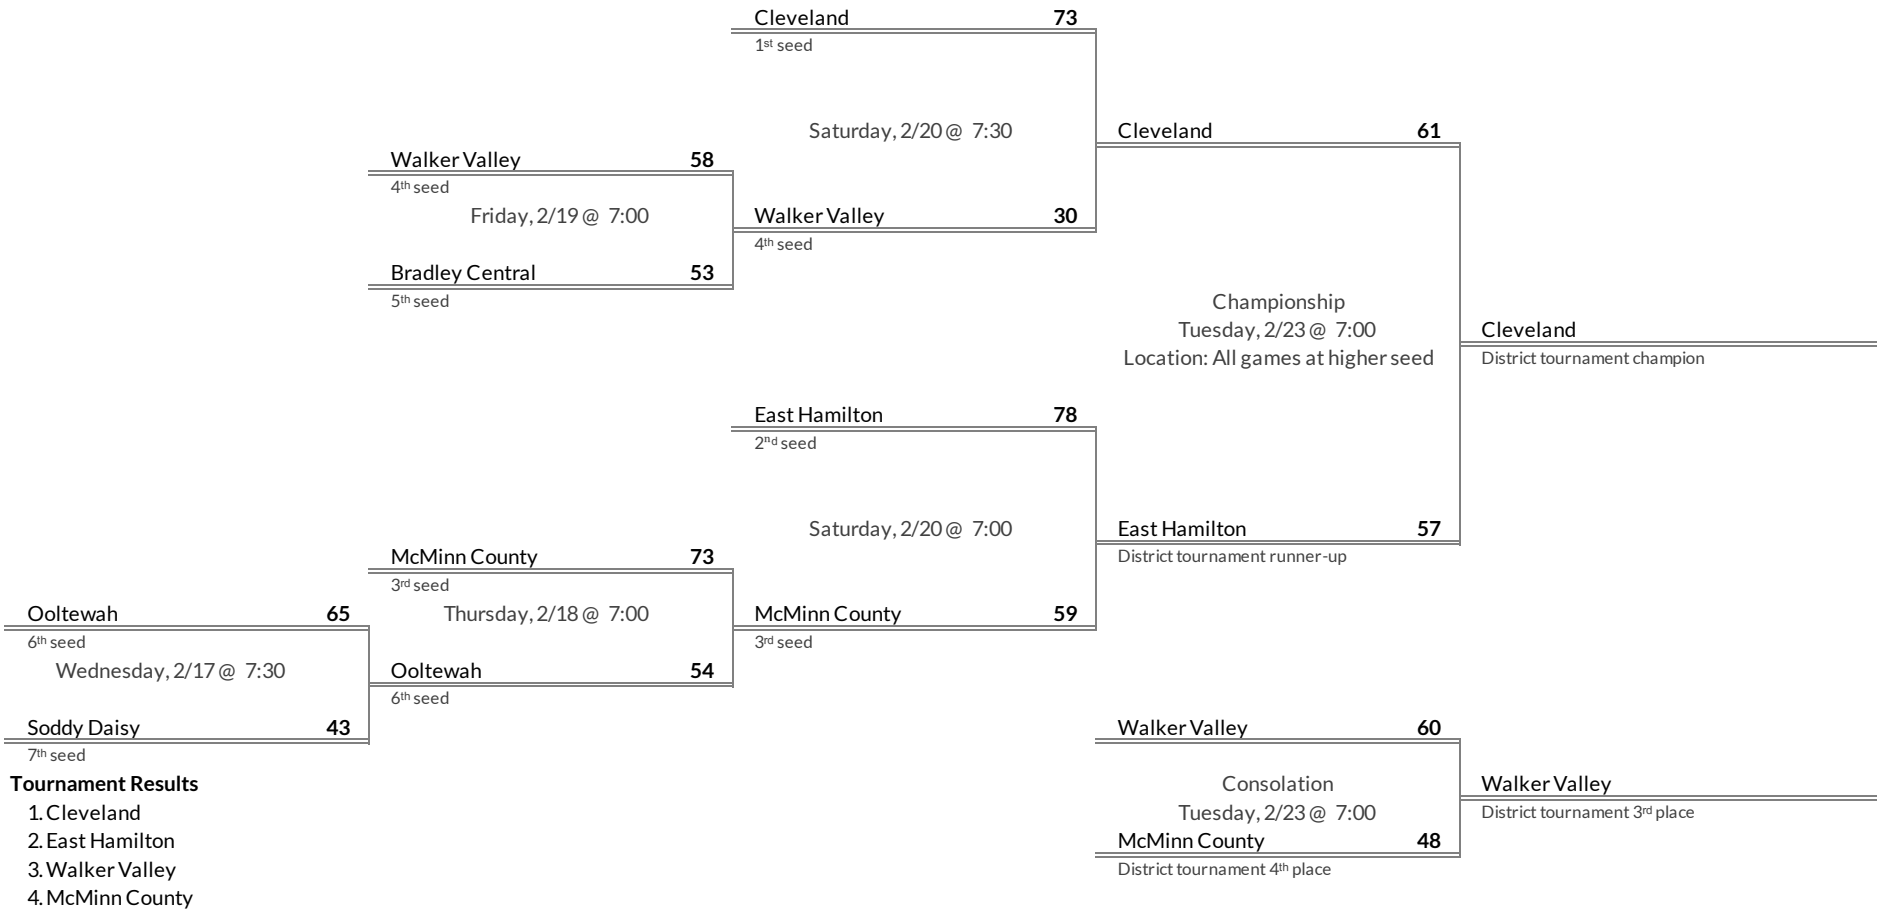 Cleveland 73
1st seed
Saturday, 2/20 @ 7:30
Cleveland 61
Walker Valley 58
4th seed
Friday, 2/19 @ 7:00
Walker Valley 30
4th seed
Bradley Central 53
5th seed
Championship
Tuesday, 2/23 @ 7:00
Location: All games at higher seed
Cleveland
District tournament champion
East Hamilton 78
2nd seed
Saturday, 2/20 @ 7:00
East Hamilton 57
District tournament runner-up
McMinn County 73
3rd seed
Thursday, 2/18 @ 7:00
McMinn County 59
3rd seed
Ooltewah 65
6th seed
Wednesday, 2/17 @ 7:30
Ooltewah 54
6th seed
Soddy Daisy 43
7th seed
Walker Valley 60
Consolation
Tuesday, 2/23 @ 7:00
Walker Valley
District tournament 3rd place
McMinn County 48
District tournament 4th place
Tournament Results
1. Cleveland
2. East Hamilton
3. Walker Valley
4. McMinn County